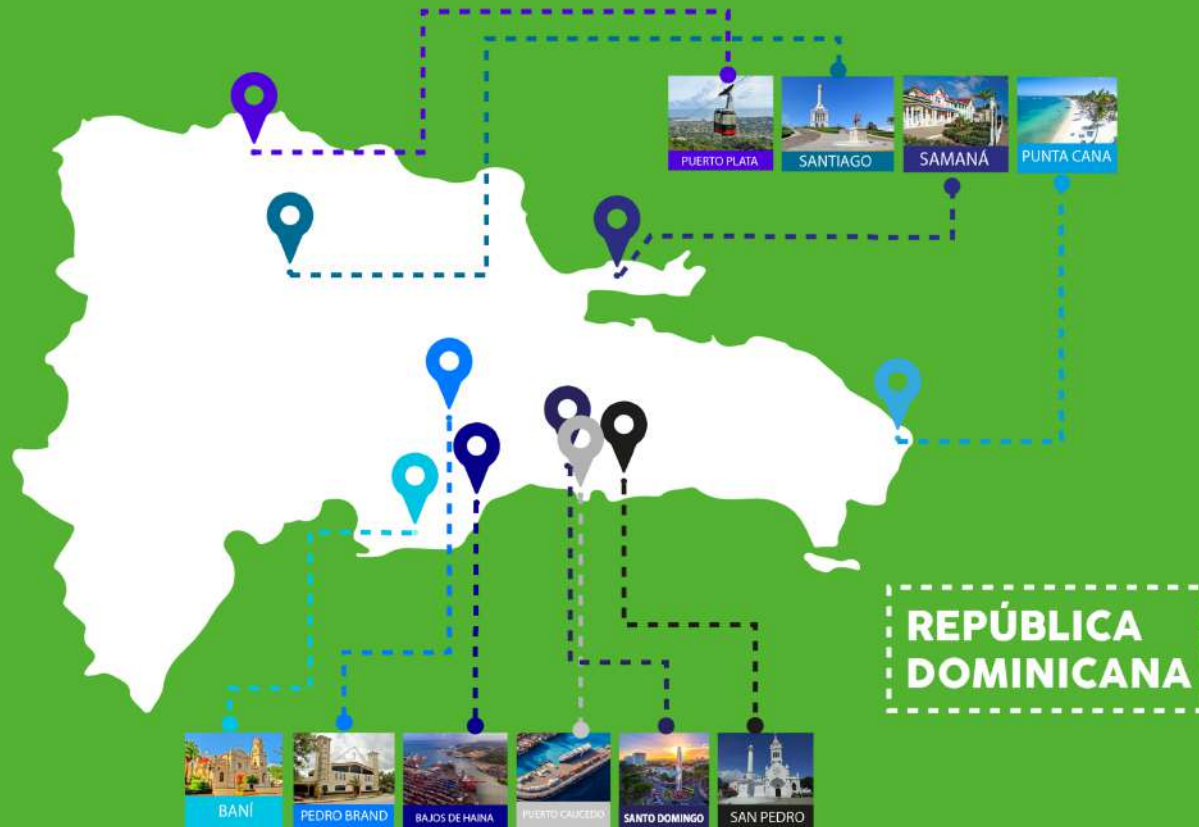 PUERTO PLATA
SANTIAGO
SAMANÁ
PUNTA CANA
REPÚBLICA
DOMINICANA
BANÍ
PEDRO BRAND
BAJOS DE HAINA
PUERTO CAUCEDO
SANTO DOMINGO
SAN PEDRO